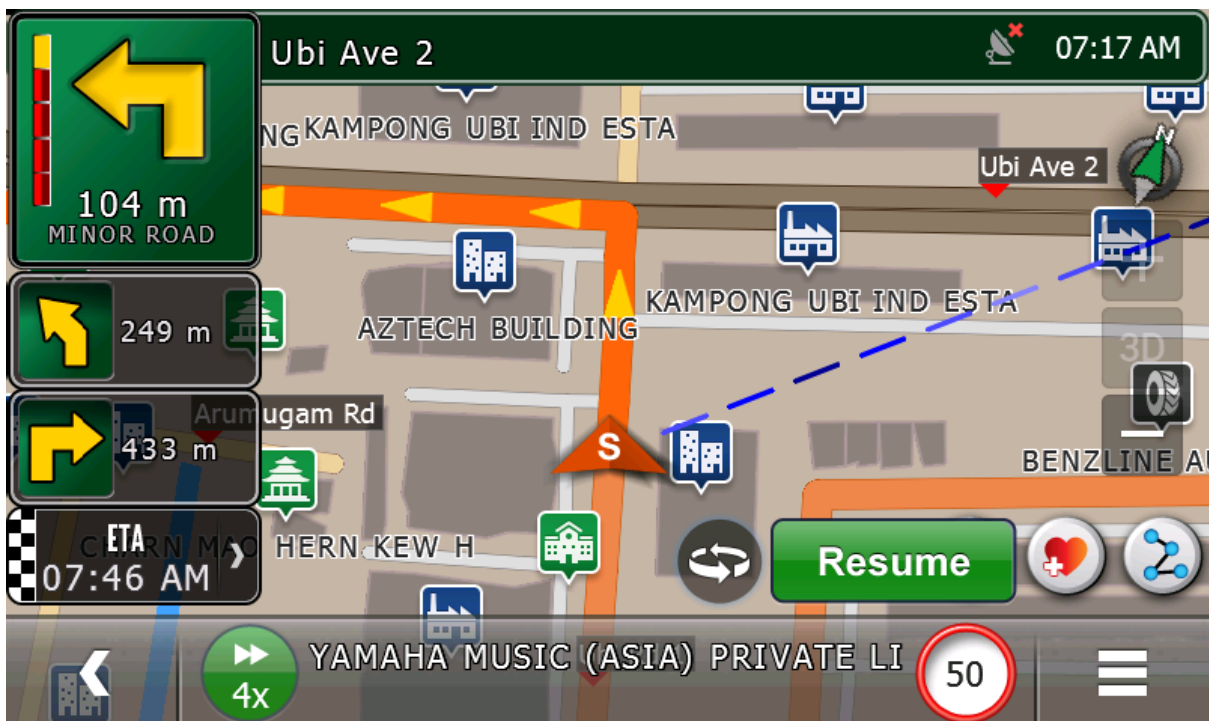 Ubi Ave 2
07:17 AM
104 m
MINOR ROAD
NG KAMPONG UBI IND ESTA
Ubi Ave 2
N
249 m
AZTECH BUILDING
KAMPONG UBI IND ESTA
3D
Arumugam Rd
433 m
S
BENZLINE AU
ETA
07:46 AM
HERN KEW H
Resume
4x
YAMAHA MUSIC (ASIA) PRIVATE LI
50